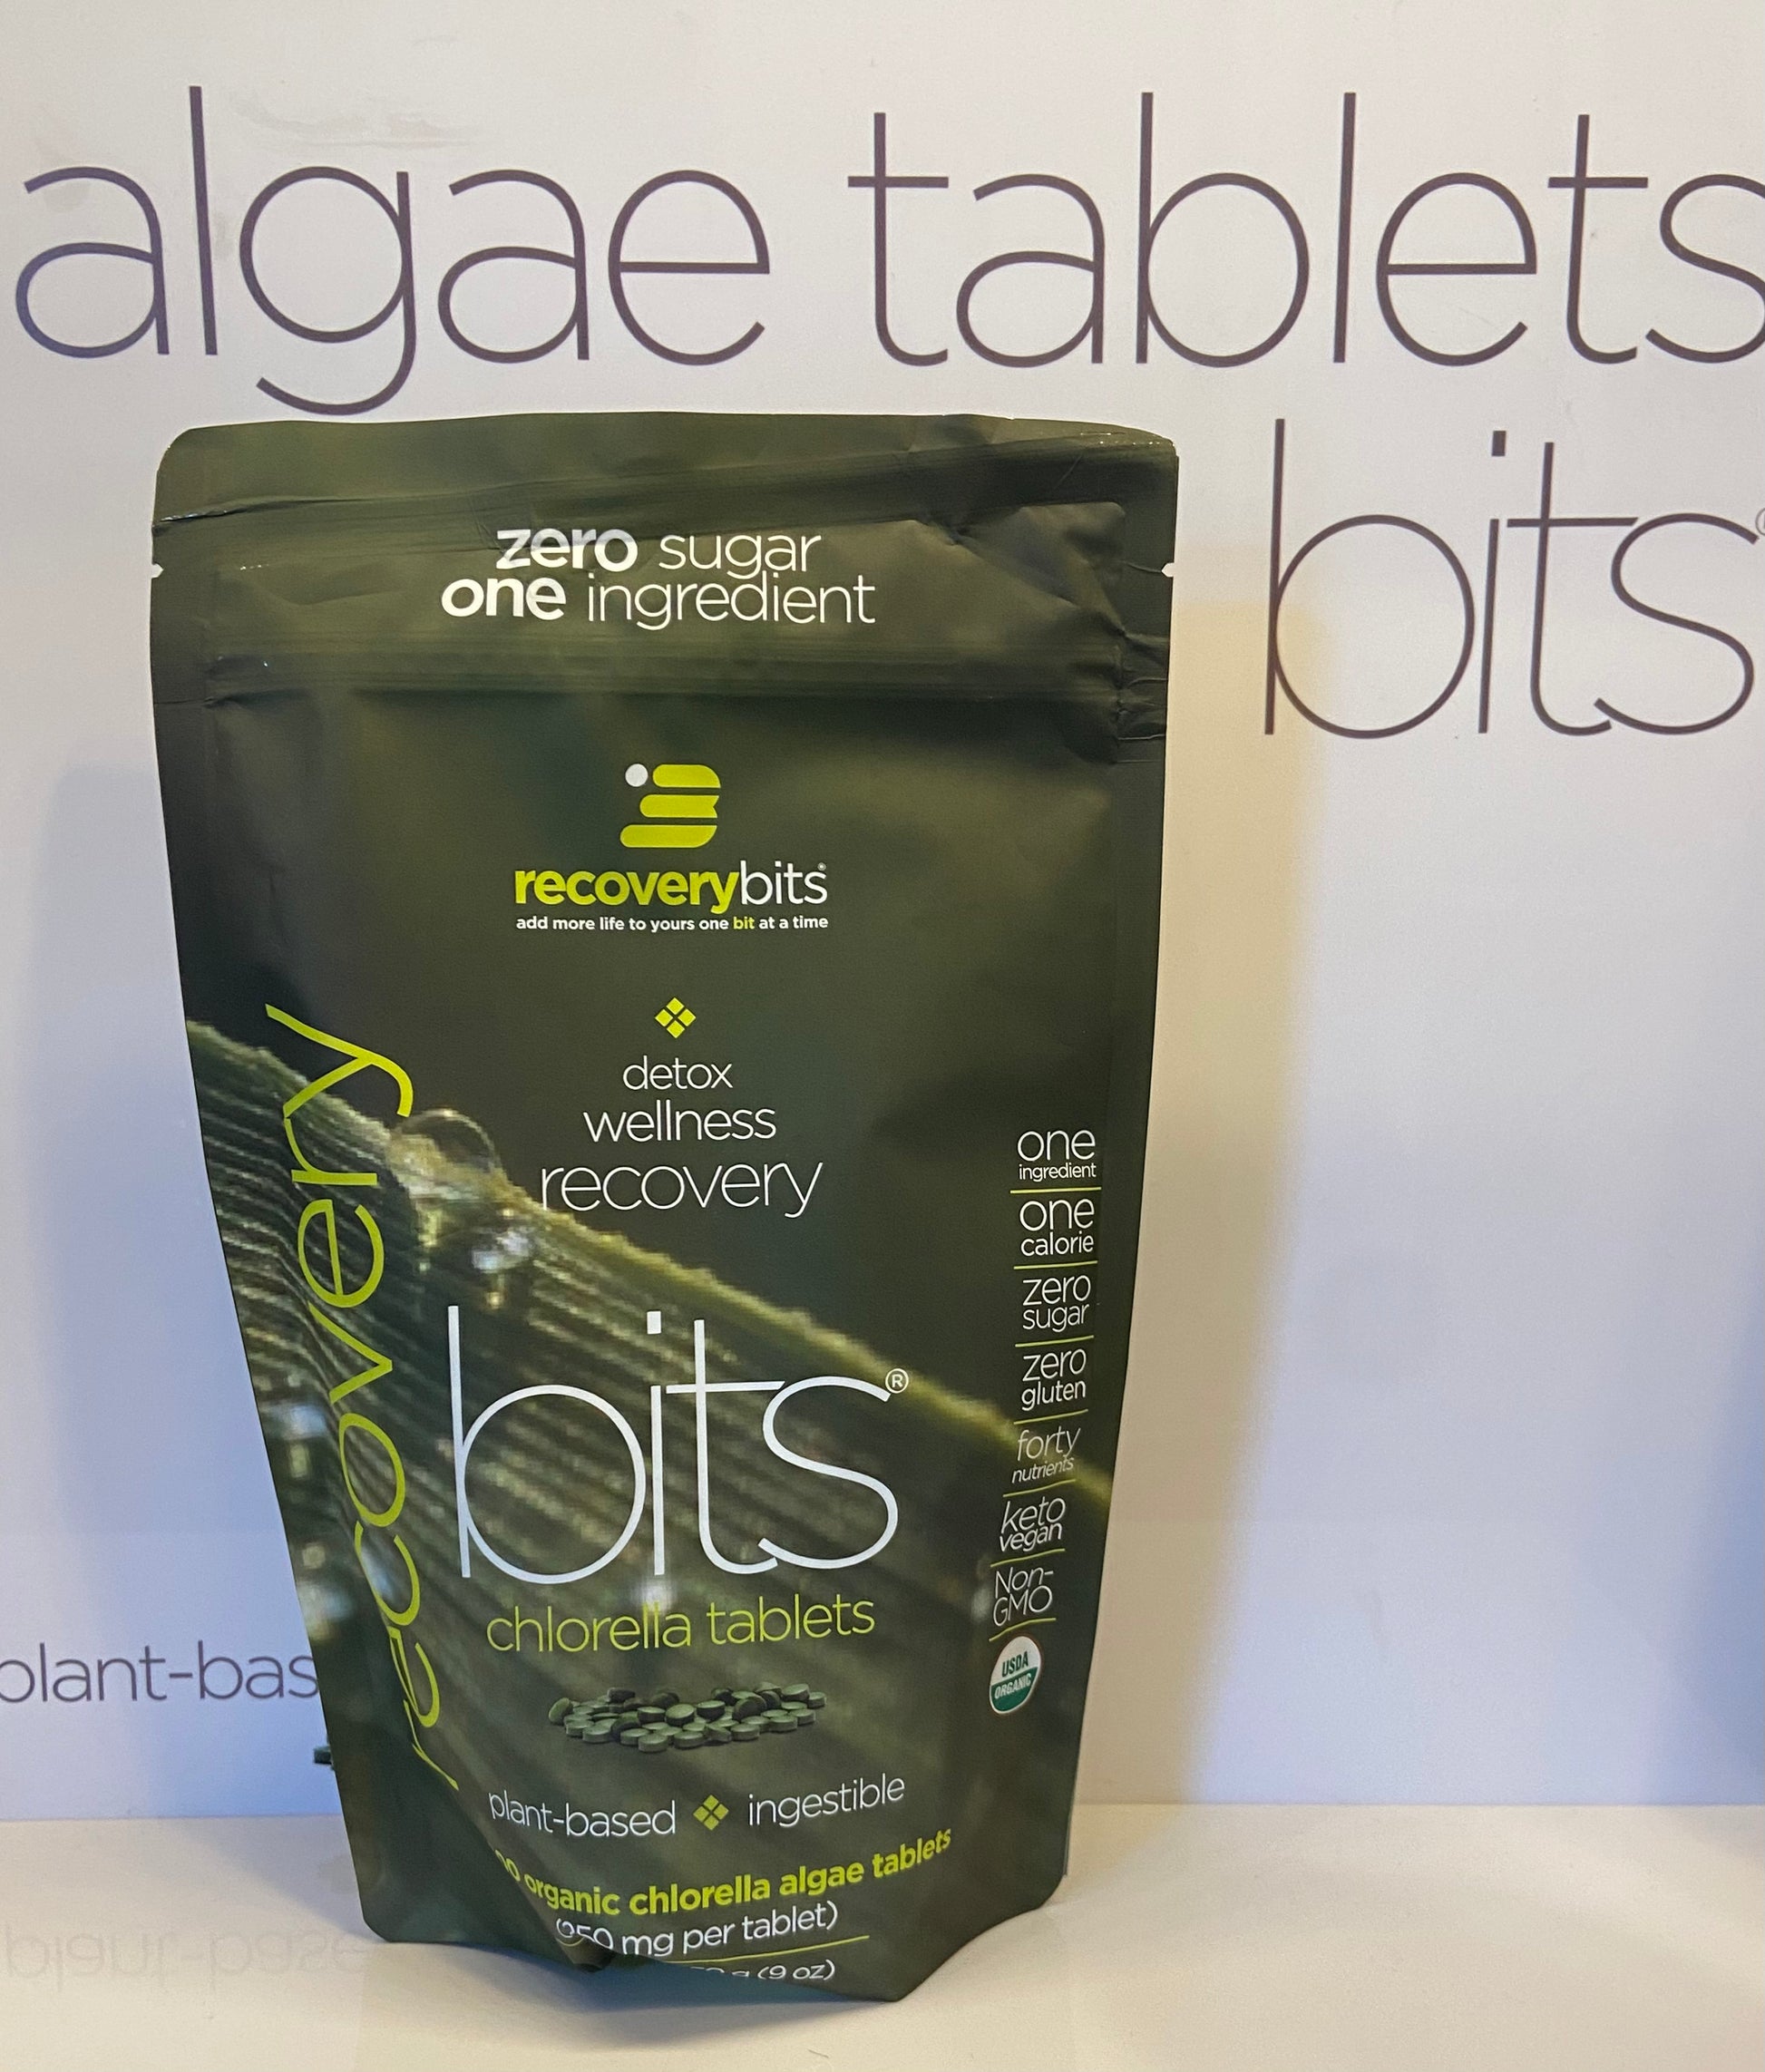 algae tablets
bits
zero sugar
one ingredient
recoverybits®
add more life to yours one bit at a time
detox
wellness
recovery
recovery
bits®
chlorella tablets
one
ingredient
one
calorie
zero
sugar
zero
gluten
forty
nutrients
keto
vegan
Non-
GMO
USDA
ORGANIC
plant-based ingestible
organic chlorella algae tablets
mg per tablet)
g (9 oz)
plant-bas